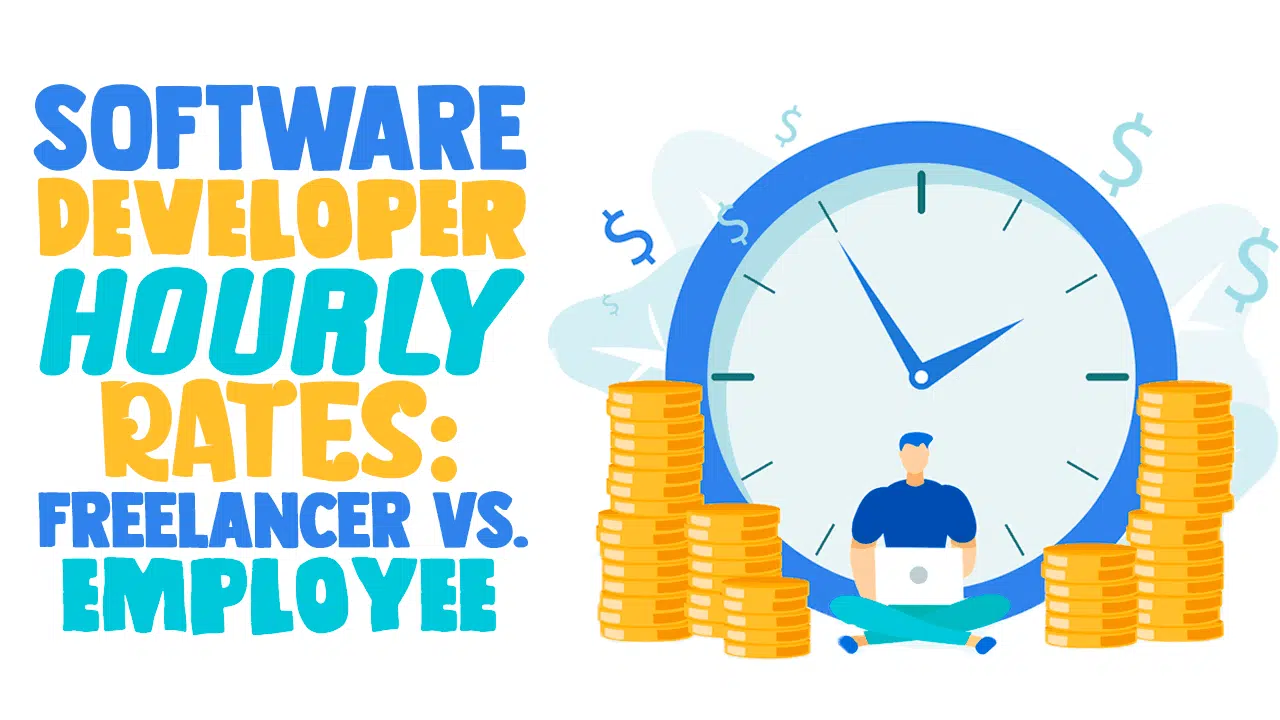 SOFTWARE
DEVELOPER
HOURLY
RATES:
FREELANCER VS.
EMPLOYEE